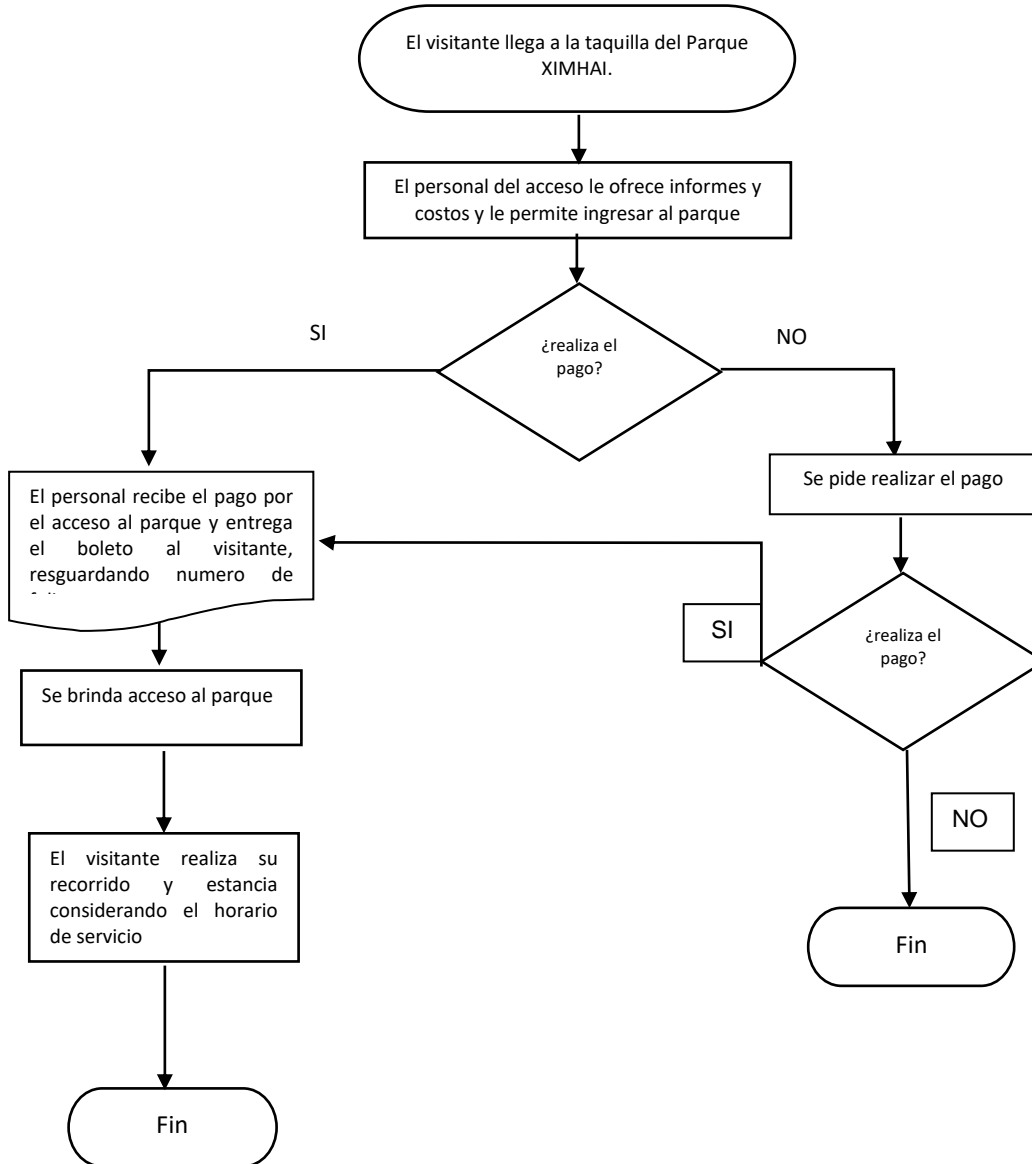 El visitante llega a la taquilla del Parque
XIMHAI.
El personal del acceso le ofrece informes y
costos y le permite ingresar al parque
¿realiza el
pago?
SI
NO
El personal recibe el pago por
el acceso al parque y entrega
el boleto al visitante,
resguardando numero de
Se pide realizar el pago
¿realiza el
pago?
SI
NO
Se brinda acceso al parque
El visitante realiza su
recorrido y estancia
considerando el horario
de servicio
Fin
Fin